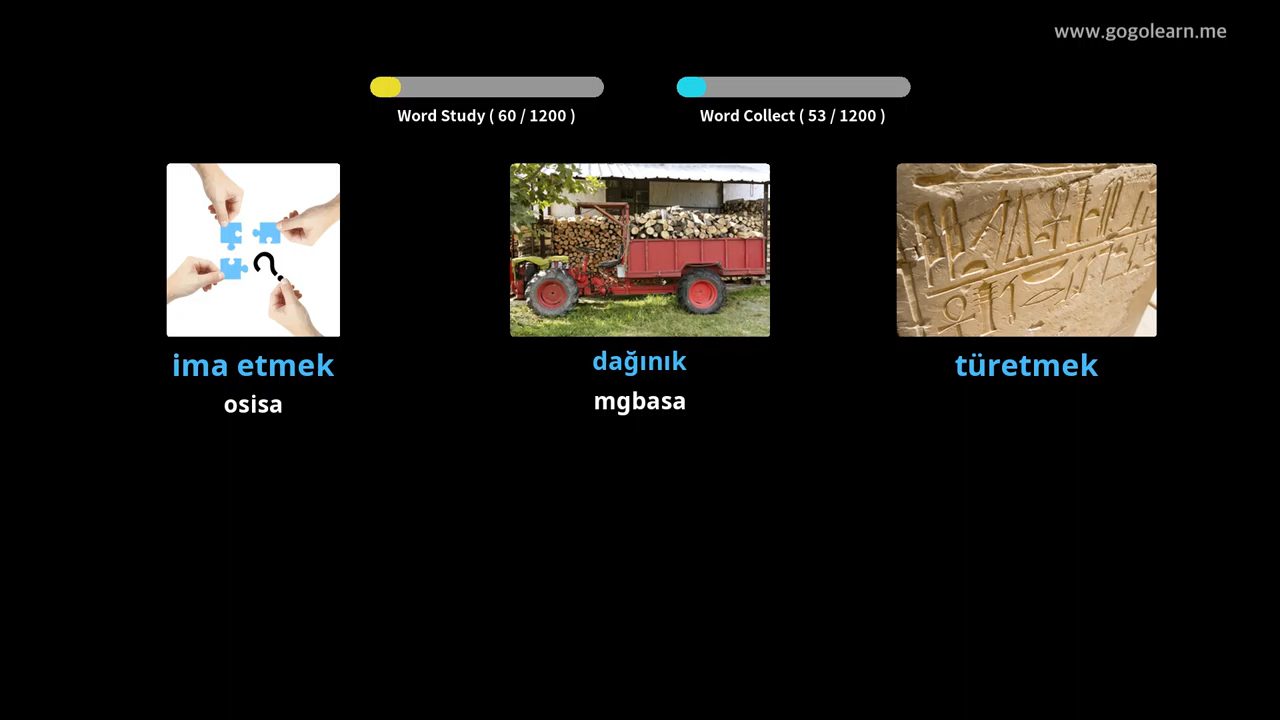 www.gogolearn.me
Word Study ( 60 / 1200 )
Word Collect ( 53 / 1200 )
ima etmek
osisa
dağınık
mgbasa
türetmek